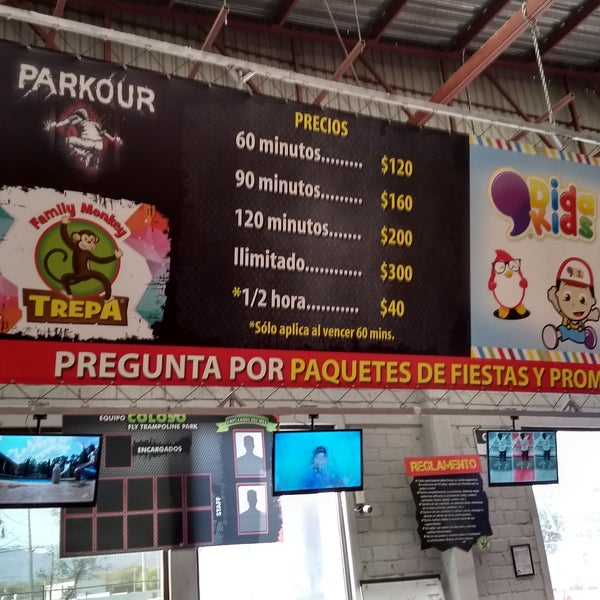 PARKOUR
PRECIOS
60 minutos......... $120
90 minutos......... $160
120 minutos....... $200
Ilimitado............ $300
*1/2 hora........... $40
*Sólo aplica al vencer 60 mins.
Family Monkey
TREPA
Dida
Kids
PREGUNTA POR PAQUETES DE FIESTAS Y PROM
EQUIPO COLOSO
FLY TRAMPOLINE PARK
ENCARGADOS
STAFF
REGLAMENTO